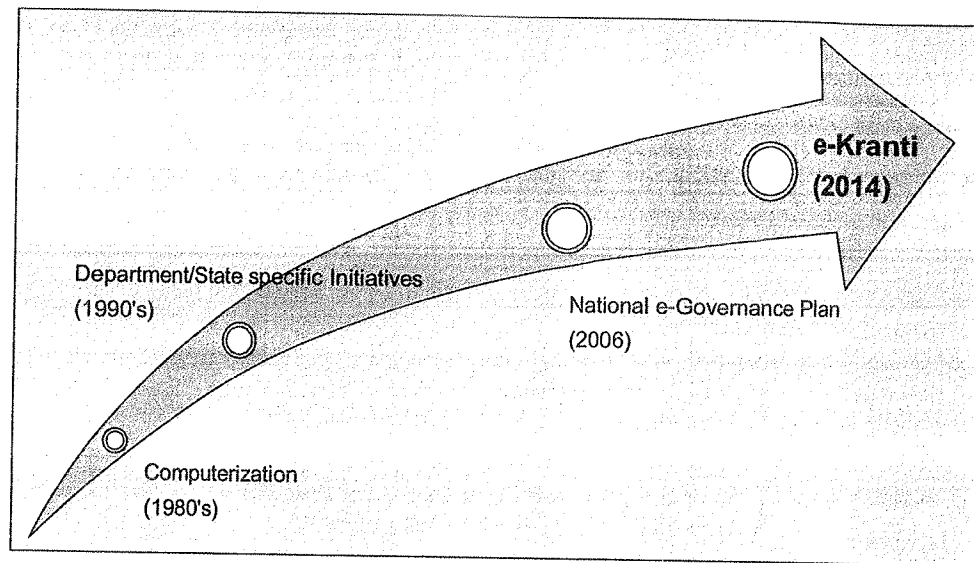 e-Kranti
(2014)
Department/State specific Initiatives
(1990's)
National e-Governance Plan
(2006)
Computerization
(1980's)